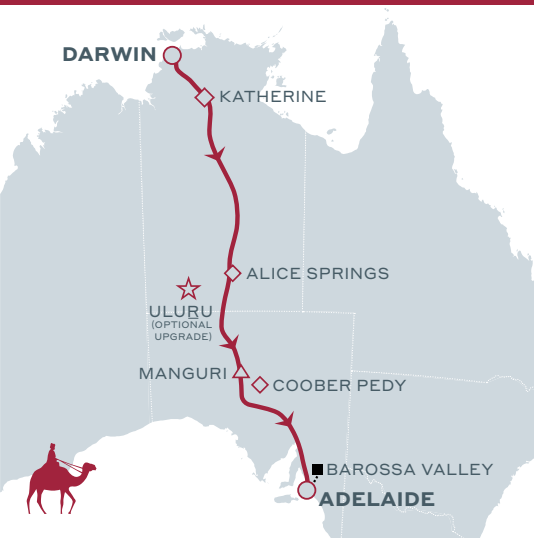 DARWIN
KATHERINE
ALICE SPRINGS
ULURU
(OPTIONAL
UPGRADE)
MANGURI
COOBER PEDY
BAROSSA VALLEY
ADELAIDE